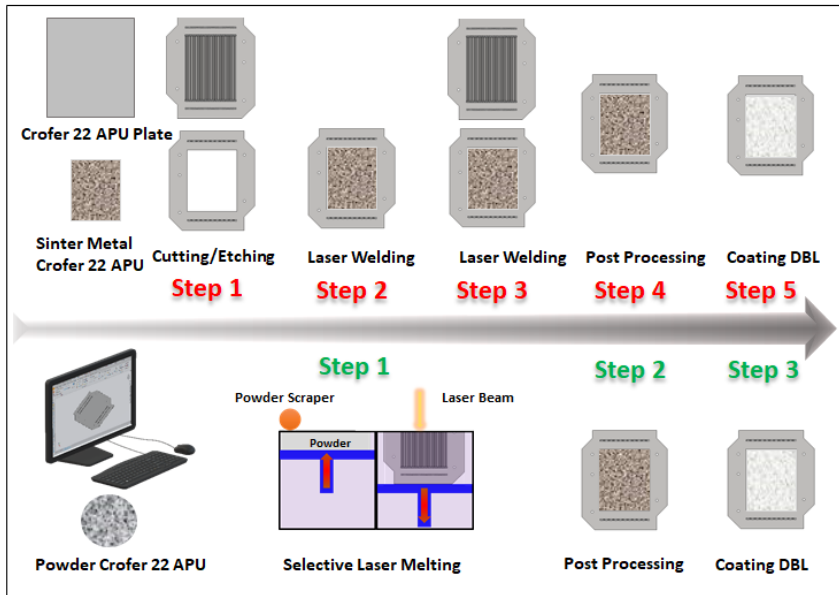 Crofer 22 APU Plate
Sinter Metal
Crofer 22 APU
Cutting/Etching
Laser Welding
Laser Welding
Post Processing
Coating DBL
Step 1
Step 2
Step 3
Step 4
Step 5
Step 1
Step 2
Step 3
Powder Scraper
Laser Beam
Powder
Powder Crofer 22 APU
Selective Laser Melting
Post Processing
Coating DBL